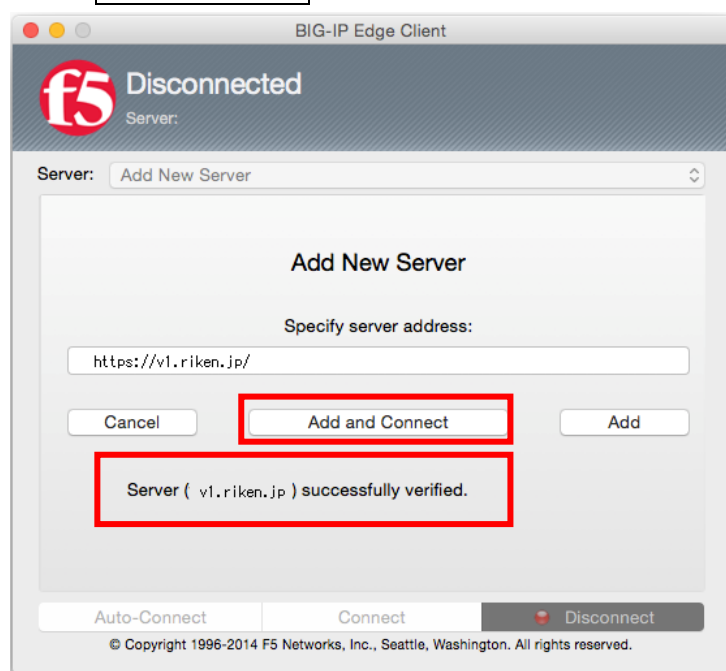 BIG-IP Edge Client
f5
Disconnected
Server:
Server: Add New Server
Add New Server
Specify server address:
https://v1.riken.jp/
Cancel Add and Connect Add
Server ( v1.riken.jp ) successfully verified.
Auto-Connect Connect Disconnect
© Copyright 1996-2014 F5 Networks, Inc., Seattle, Washington. All rights reserved.